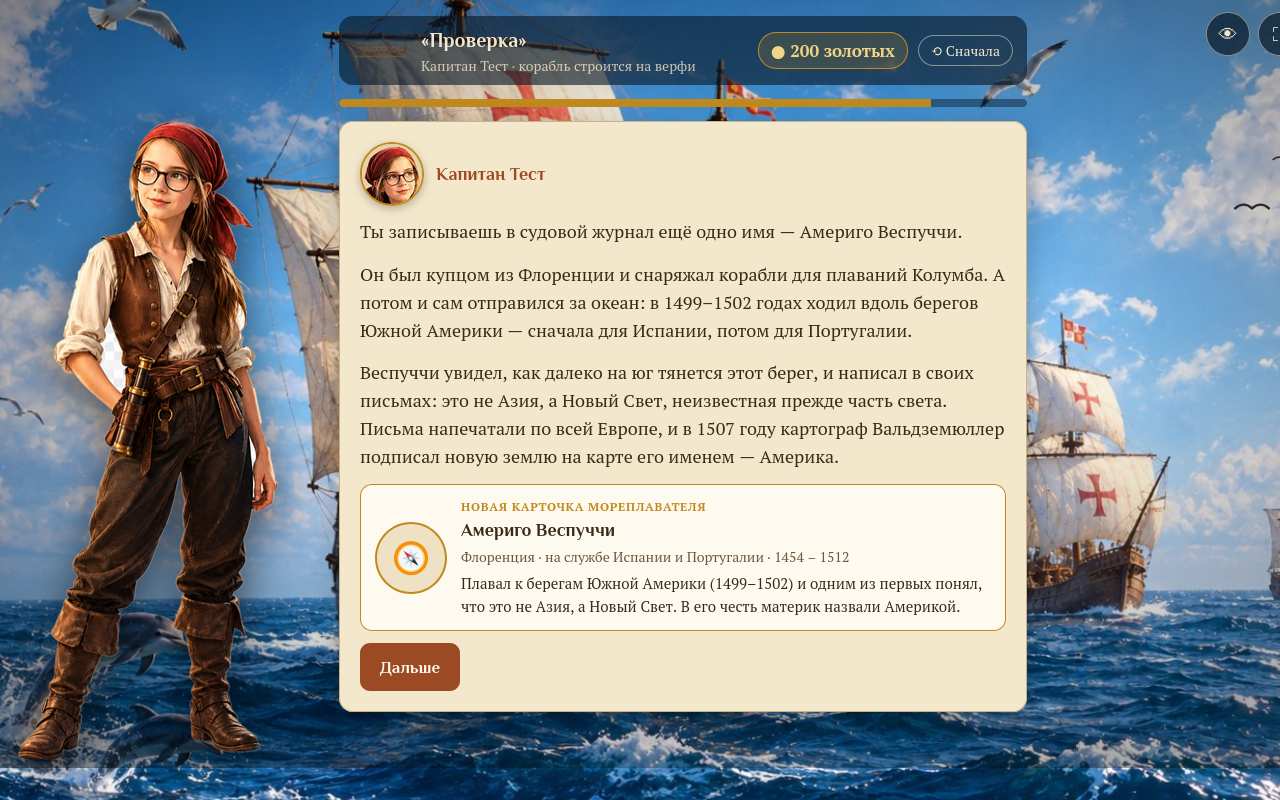 «Проверка»
Капитан Тест · корабль строится на верфи
200 золотых
⟲ Сначала
Капитан Тест
Ты записываешь в судовой журнал ещё одно имя — Америго Веспуччи.
Он был купцом из Флоренции и снаряжал корабли для плаваний Колумба. А
потом и сам отправился за океан: в 1499–1502 годах ходил вдоль берегов
Южной Америки — сначала для Испании, потом для Португалии.
Веспуччи увидел, как далеко на юг тянется этот берег, и написал в своих
письмах: это не Азия, а Новый Свет, неизвестная прежде часть света.
Письма напечатали по всей Европе, и в 1507 году картограф Вальдземюллер
подписал новую землю на карте его именем — Америка.
НОВАЯ КАРТОЧКА МОРЕПЛАВАТЕЛЯ
Америго Веспуччи
Флоренция · на службе Испании и Португалии · 1454 – 1512
Плавал к берегам Южной Америки (1499–1502) и одним из первых понял,
что это не Азия, а Новый Свет. В его честь материк назвали Америкой.
Дальше